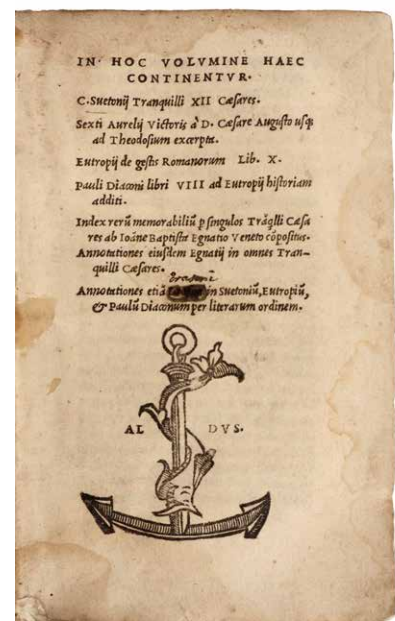 IN HOC VOLVMINE HAEC
CONTINENTVR.
C. Suetonij Tranquilli XII Cæsares.
Sexti Aurelij Victoris à D. Cæsare Augusto usq;
ad Theodosium excerpta.
Eutropij de gestis Romanorum Lib. X.
Pauli Diaconi libri VIII ad Eutropij historiam
additi.
Index rerũ memorabiliũ p singulos Trãqlli Cæsa
res ab Ioãne Baptista Egnatio Veneto cõpositus.
Annotationes eiusdem Egnatij in omnes Tran-
quilli Cæsares.
Annotationes etiã in Suetoniũ, Eutropiũ,
& Paulũ Diaconum per literarum ordinem.
AL DVS.